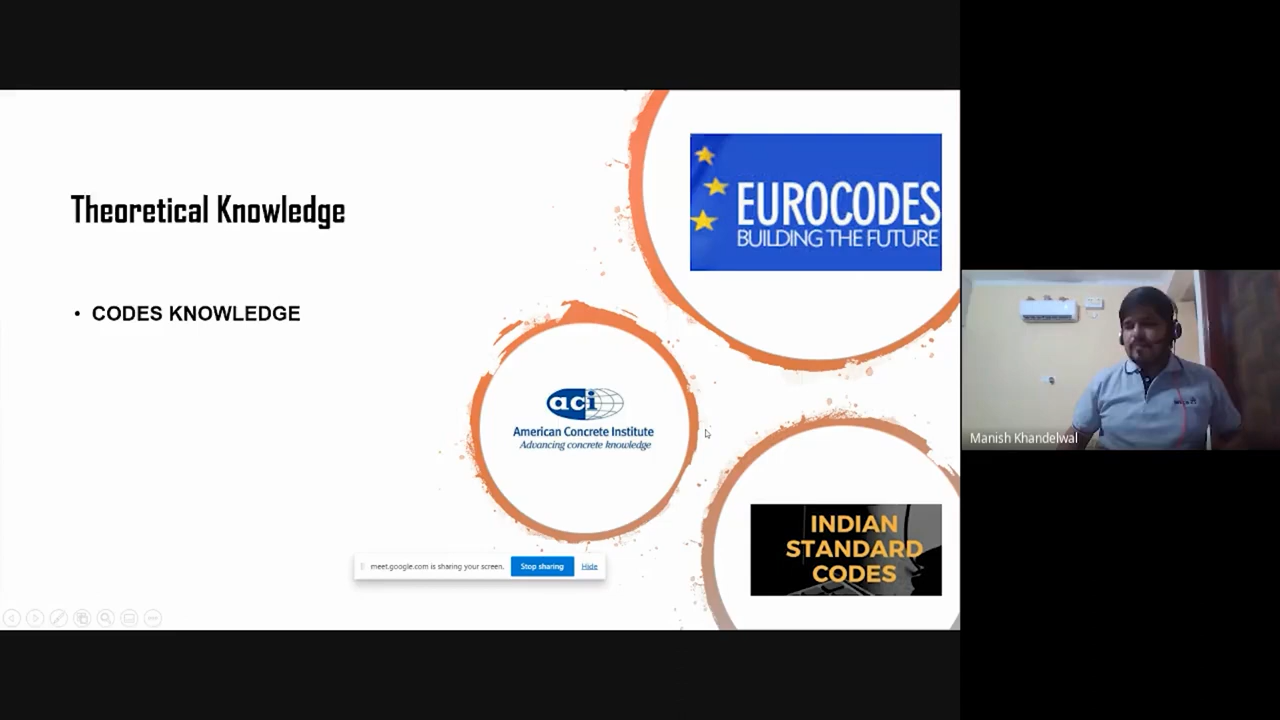 Theoretical Knowledge
• CODES KNOWLEDGE
EUROCODES
BUILDING THE FUTURE
aci
American Concrete Institute
Advancing concrete knowledge
INDIAN
STANDARD
CODES
meet.google.com is sharing your screen.
Stop sharing
Hide
Manish Khandelwal